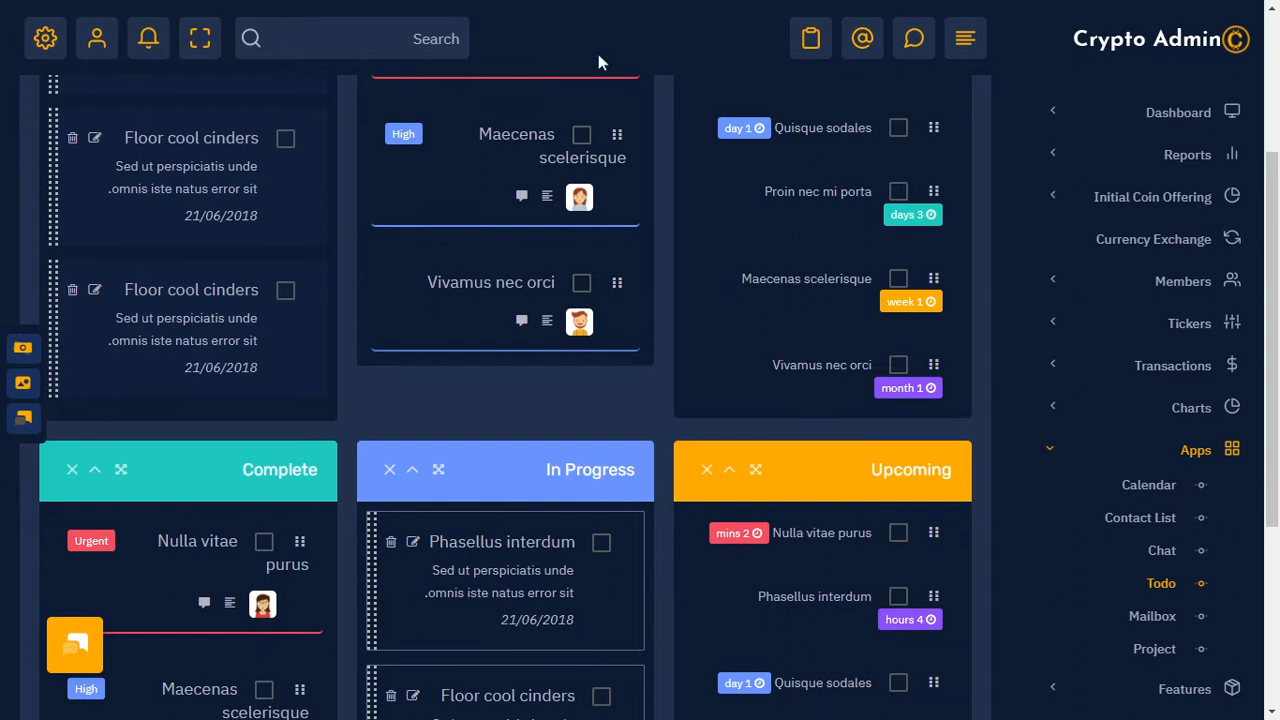 Search
Crypto Admin
Floor cool cinders
Sed ut perspiciatis unde
.omnis iste natus error sit
21/06/2018
Floor cool cinders
Sed ut perspiciatis unde
.omnis iste natus error sit
21/06/2018
High
Maecenas
scelerisque
Vivamus nec orci
day 1 Quisque sodales
Proin nec mi porta
days 3
Maecenas scelerisque
week 1
Vivamus nec orci
month 1
Complete
Urgent
Nulla vitae
purus
High
Maecenas
scelerisque
In Progress
Phasellus interdum
Sed ut perspiciatis unde
.omnis iste natus error sit
21/06/2018
Floor cool cinders
Upcoming
mins 2 Nulla vitae purus
Phasellus interdum
hours 4
day 1 Quisque sodales
Dashboard
Reports
Initial Coin Offering
Currency Exchange
Members
Tickers
Transactions
Charts
Apps
Calendar
Contact List
Chat
Todo
Mailbox
Project
Features